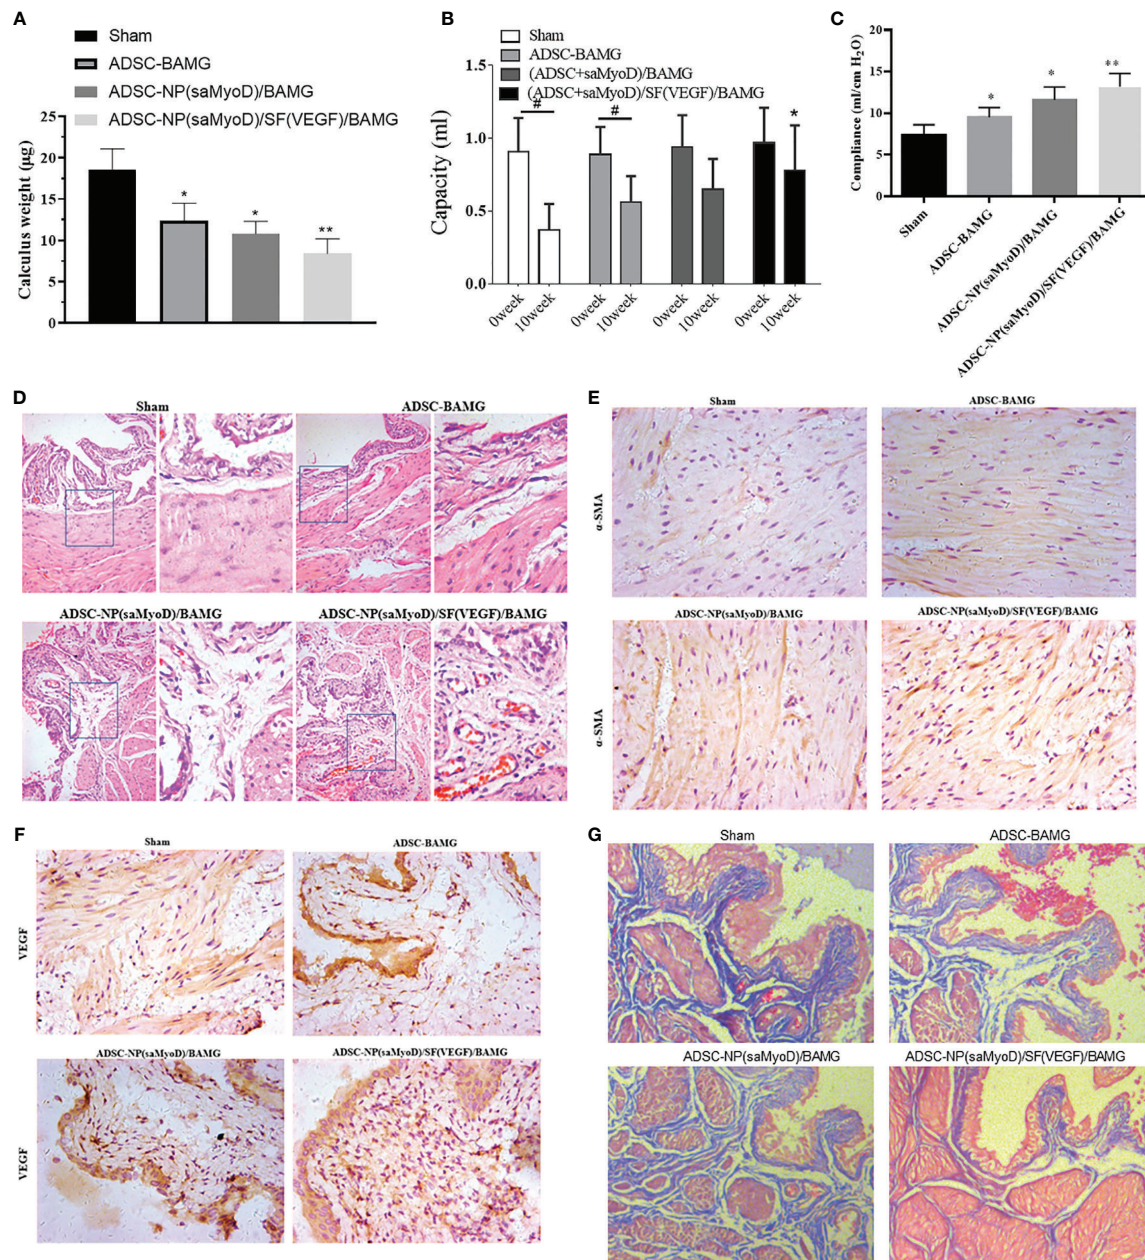 A
Sham
ADSC-BAMG
ADSC-NP(saMyoD)/BAMG
ADSC-NP(saMyoD)/SF(VEGF)/BAMG
Calculus weight (µg)
25
20
15
10
5
0
*
*
**
B
Sham
ADSC-BAMG
(ADSC+saMyoD)/BAMG
(ADSC+saMyoD)/SF(VEGF)/BAMG
Capacity (ml)
1.5
1.0
0.5
0.0
#
#
*
0week
10week
0week
10week
0week
10week
0week
10week
C
Compliance (ml/cm H2O)
20
15
10
5
0
*
*
**
Sham
ADSC-BAMG
ADSC-NP(saMyoD)/BAMG
ADSC-NP(saMyoD)/SF(VEGF)/BAMG
D
Sham
ADSC-BAMG
ADSC-NP(saMyoD)/BAMG
ADSC-NP(saMyoD)/SF(VEGF)/BAMG
E
Sham
ADSC-BAMG
α-SMA
ADSC-NP(saMyoD)/BAMG
ADSC-NP(saMyoD)/SF(VEGF)/BAMG
α-SMA
F
Sham
ADSC-BAMG
VEGF
ADSC-NP(saMyoD)/BAMG
ADSC-NP(saMyoD)/SF(VEGF)/BAMG
VEGF
G
Sham
ADSC-BAMG
ADSC-NP(saMyoD)/BAMG
ADSC-NP(saMyoD)/SF(VEGF)/BAMG